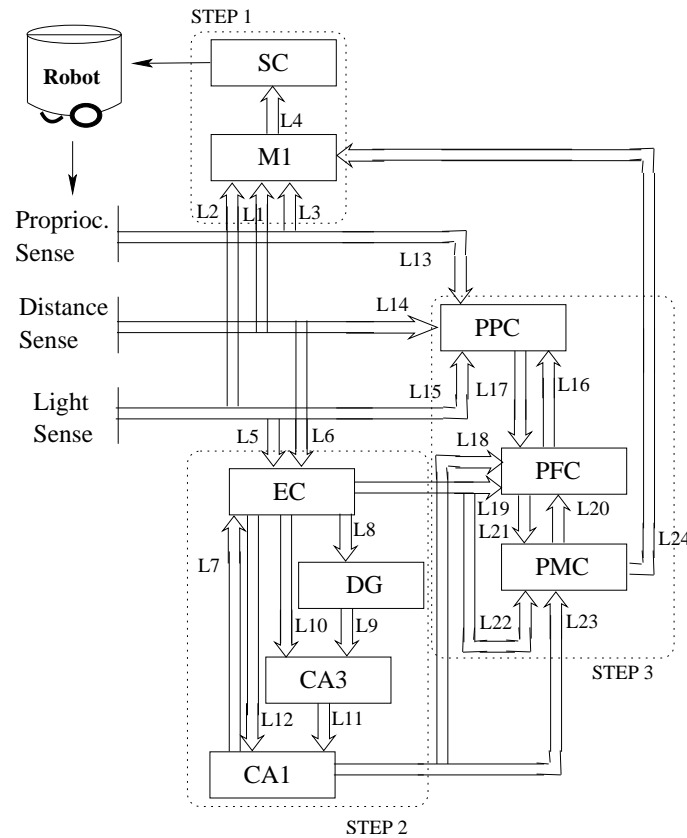 STEP 1
Robot
SC
L4
M1
L2
L1
L3
Proprioc.
Sense
L13
Distance
Sense
L14
PPC
Light
Sense
L15
L17
L16
L5
L6
L18
EC
PFC
L19
L20
L21
L8
L24
L7
DG
PMC
L10
L9
L22
L23
CA3
STEP 3
L12
L11
CA1
STEP 2